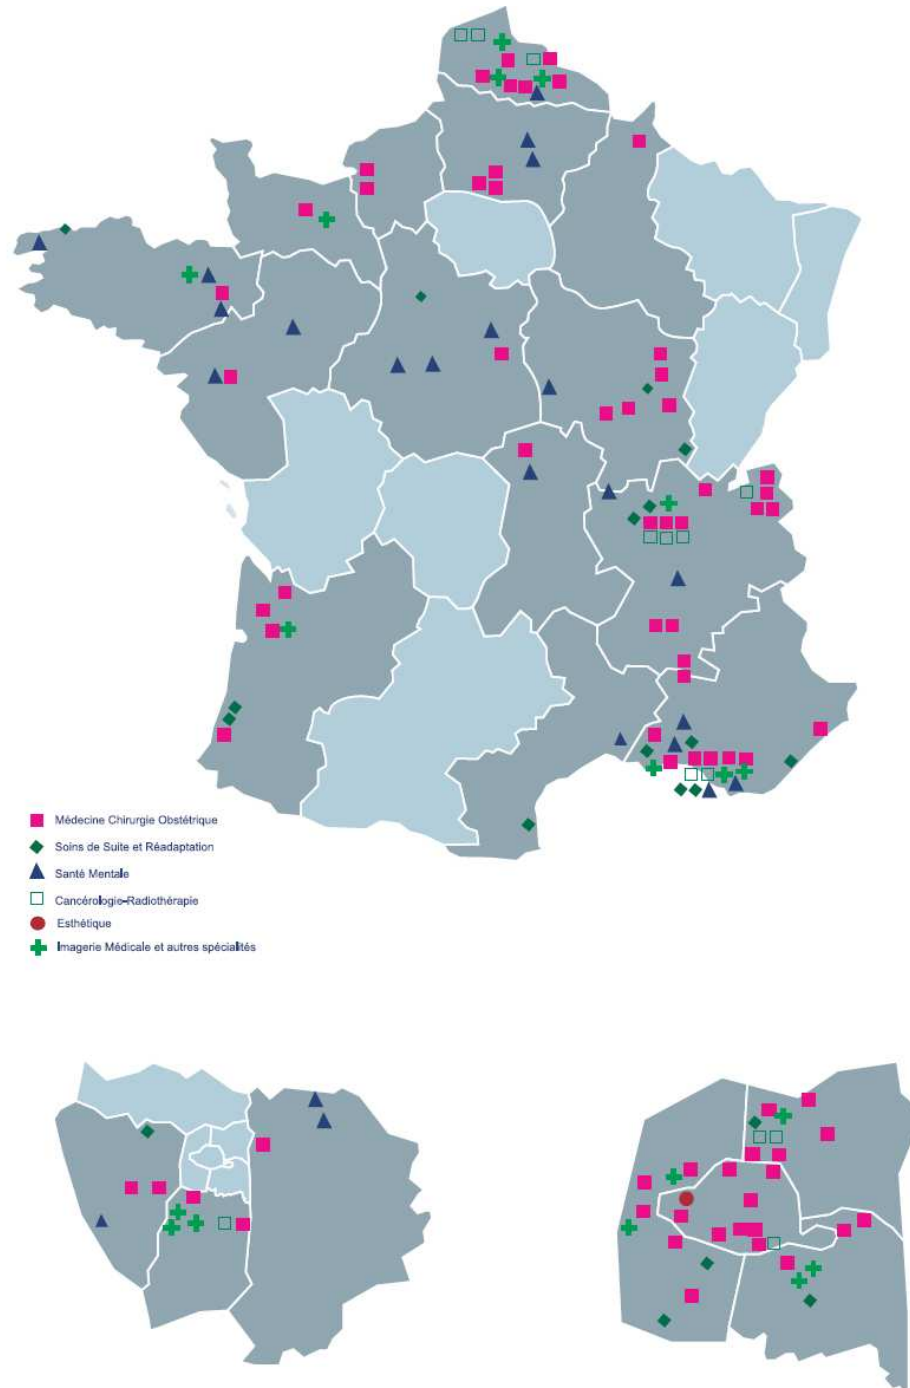 Médecine Chirurgie Obstétrique
Soins de Suite et Réadaptation
Santé Mentale
Cancérologie-Radiothérapie
Esthétique
Imagerie Médicale et autres spécialités